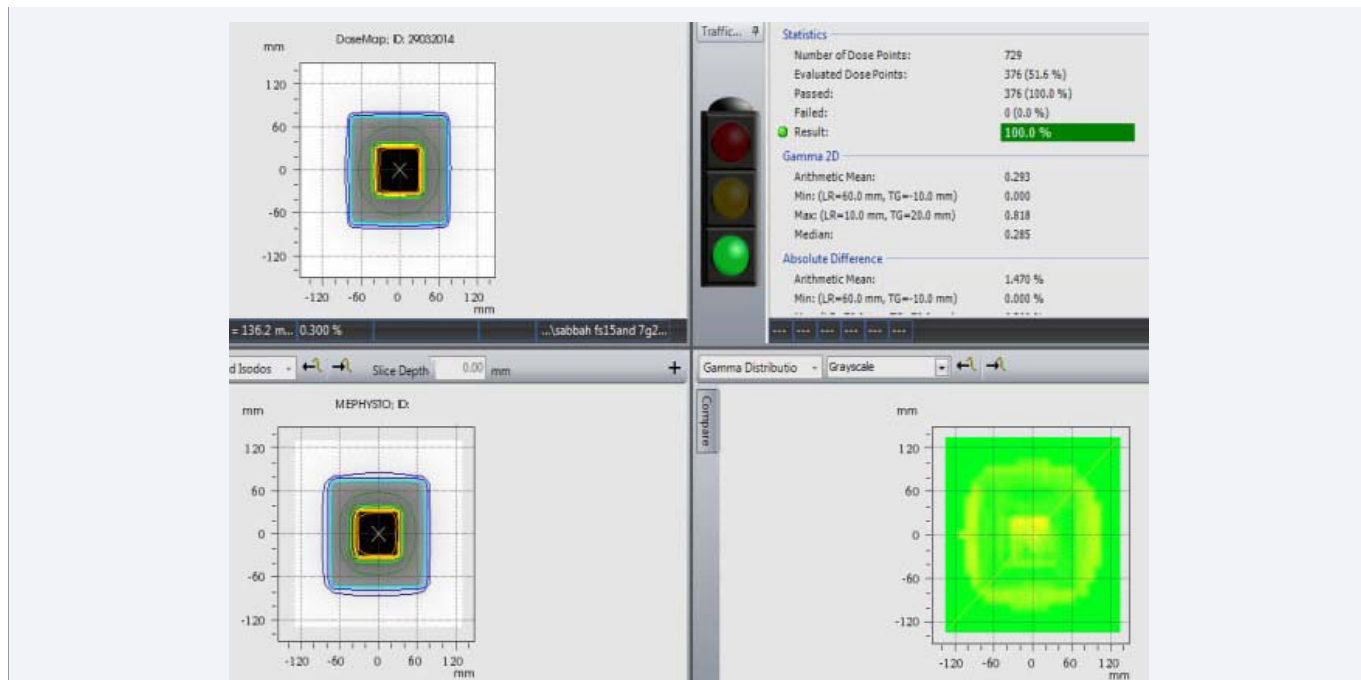 DoseMap; ID: 29032014
mm
120
60
0
-60
-120
-120 -60 0 60 120
mm
= 136.2 m... 0.300 % ...\sabbah fs15and 7g2...
Traffic...
Statistics
Number of Dose Points: 729
Evaluated Dose Points: 376 (51.6 %)
Passed: 376 (100.0 %)
Failed: 0 (0.0 %)
Result: 100.0 %
Gamma 2D
Arithmetic Mean: 0.293
Min: (LR=60.0 mm, TG=-10.0 mm) 0.000
Max: (LR=10.0 mm, TG=20.0 mm) 0.818
Median: 0.285
Absolute Difference
Arithmetic Mean: 1.470 %
Min: (LR=60.0 mm, TG=-10.0 mm) 0.000 %
--- --- --- --- ---
d Isodos Slice Depth 0.00 mm
MEPHYSTO; ID:
mm
120
60
0
-60
-120
-120 -60 0 60 120
mm
Gamma Distributio Grayscale
Compare
mm
120
60
0
-60
-120
-120 -60 0 60 120
mm